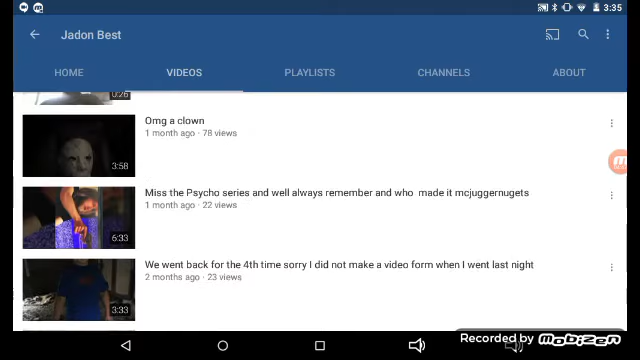 3:35
Jadon Best
HOME VIDEOS PLAYLISTS CHANNELS ABOUT
0:26
Omg a clown
1 month ago · 78 views
3:58
Miss the Psycho series and well always remember and who made it mcjuggernugets
1 month ago · 22 views
6:33
We went back for the 4th time sorry I did not make a video form when I went last night
2 months ago · 23 views
3:33
Recorded by mobizen